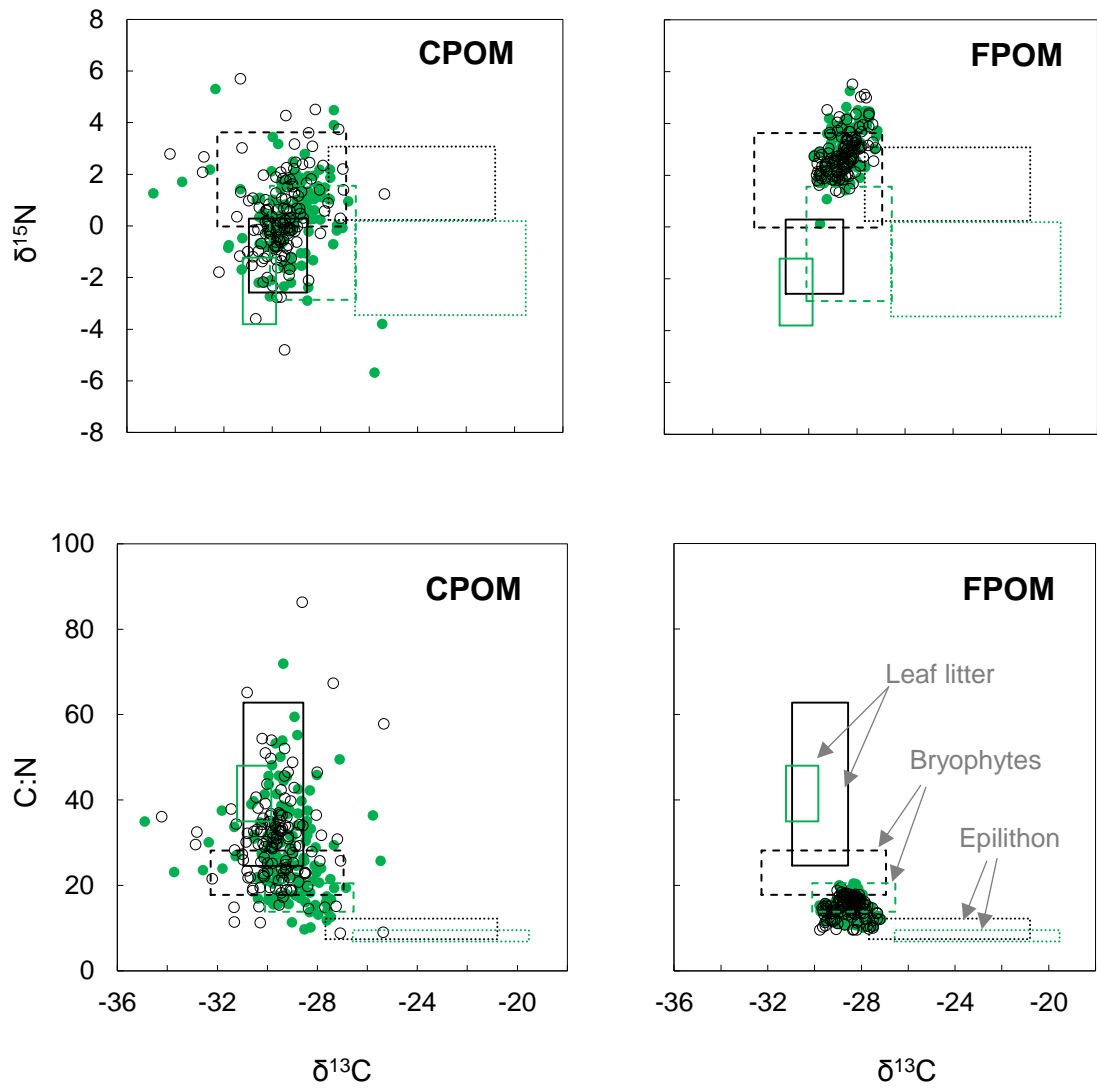 8
6
4
2
0
-2
-4
-6
-8
δ¹⁵N
CPOM
FPOM
100
80
60
40
20
0
C:N
CPOM
FPOM
Leaf litter
Bryophytes
Epilithon
-36 -32 -28 -24 -20
-36 -32 -28 -24 -20
δ¹³C
δ¹³C